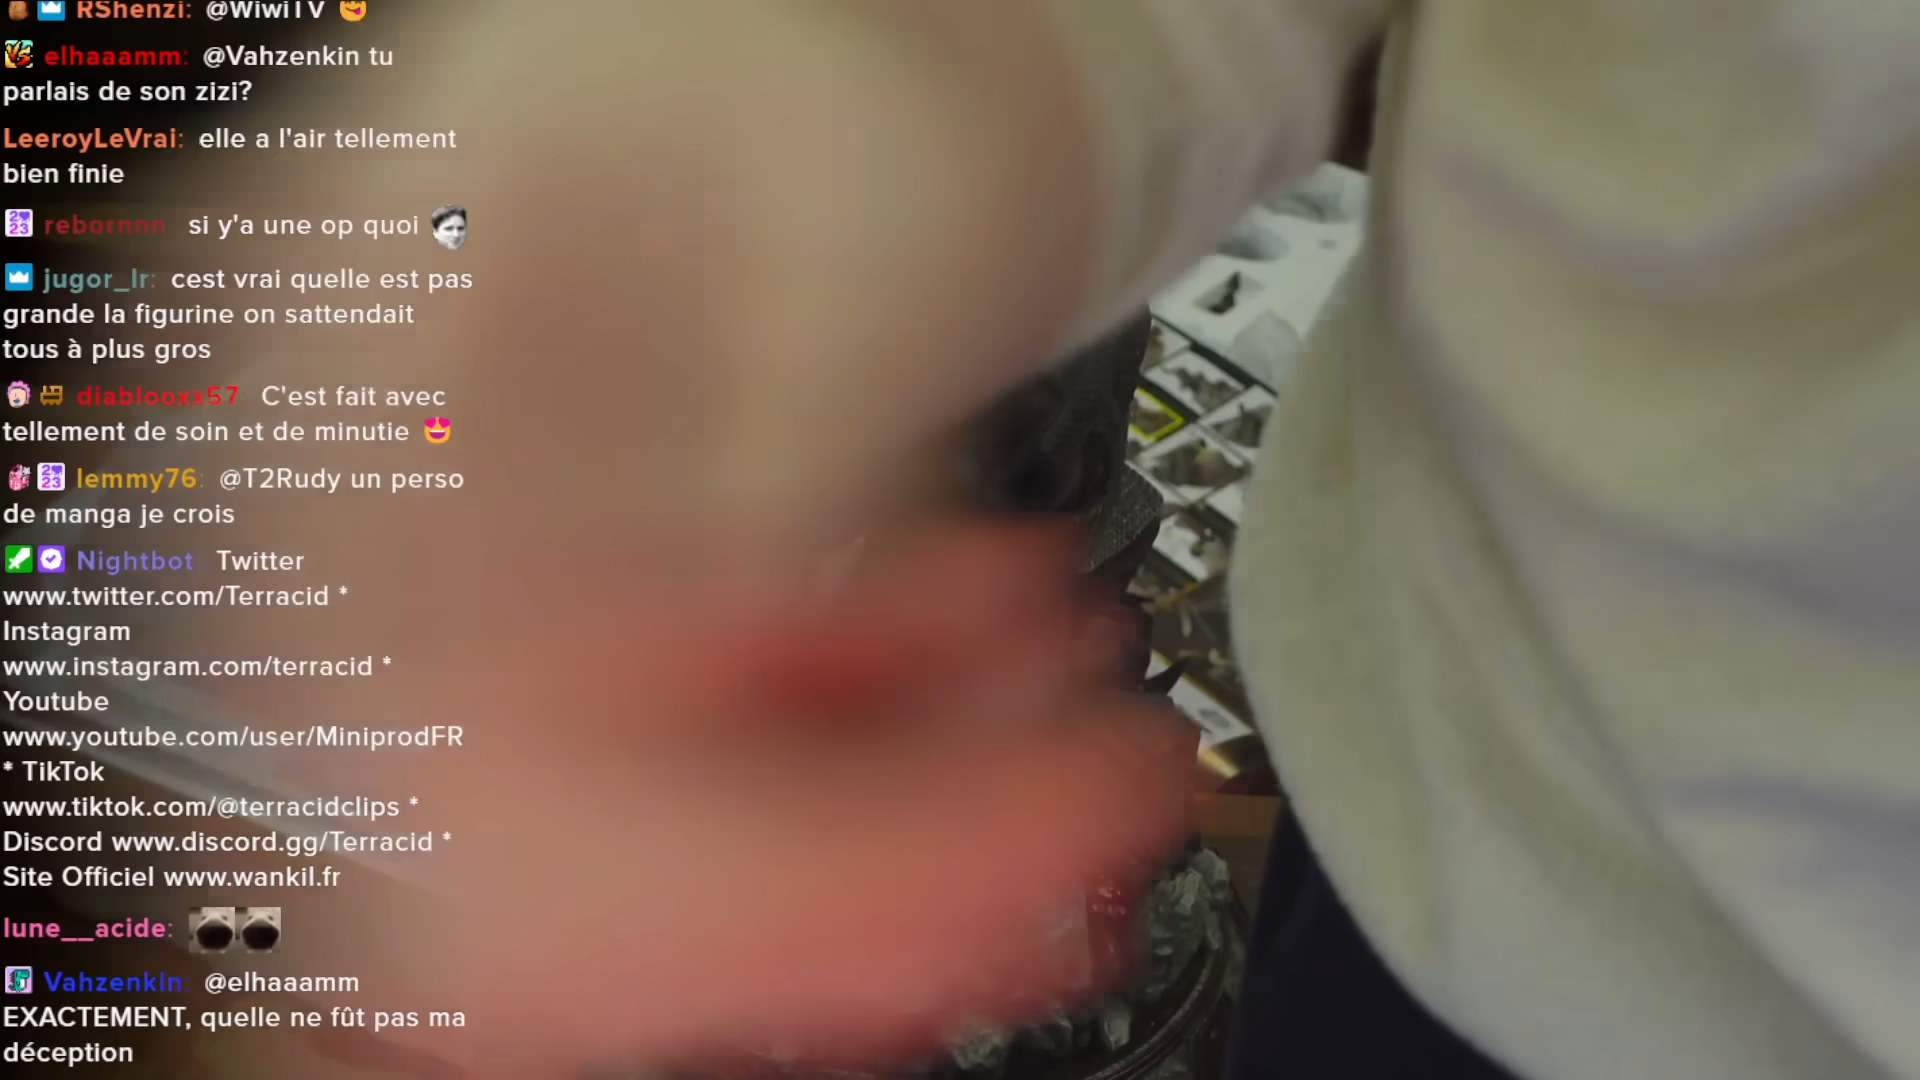 RShenzi: @WiwiTV
elhaaamm: @Vahzenkin tu
parlais de son zizi?
LeeroyLeVrai: elle a l'air tellement
bien finie
rebornnn si y'a une op quoi
jugor_lr: cest vrai quelle est pas
grande la figurine on sattendait
tous à plus gros
diablooxx57 C'est fait avec
tellement de soin et de minutie
lemmy76: @T2Rudy un perso
de manga je crois
Nightbot Twitter
www.twitter.com/Terracid *
Instagram
www.instagram.com/terracid *
Youtube
www.youtube.com/user/MiniprodFR
* TikTok
www.tiktok.com/@terracidclips *
Discord www.discord.gg/Terracid *
Site Officiel www.wankil.fr
lune__acide:
Vahzenkin: @elhaaamm
EXACTEMENT, quelle ne fût pas ma
déception